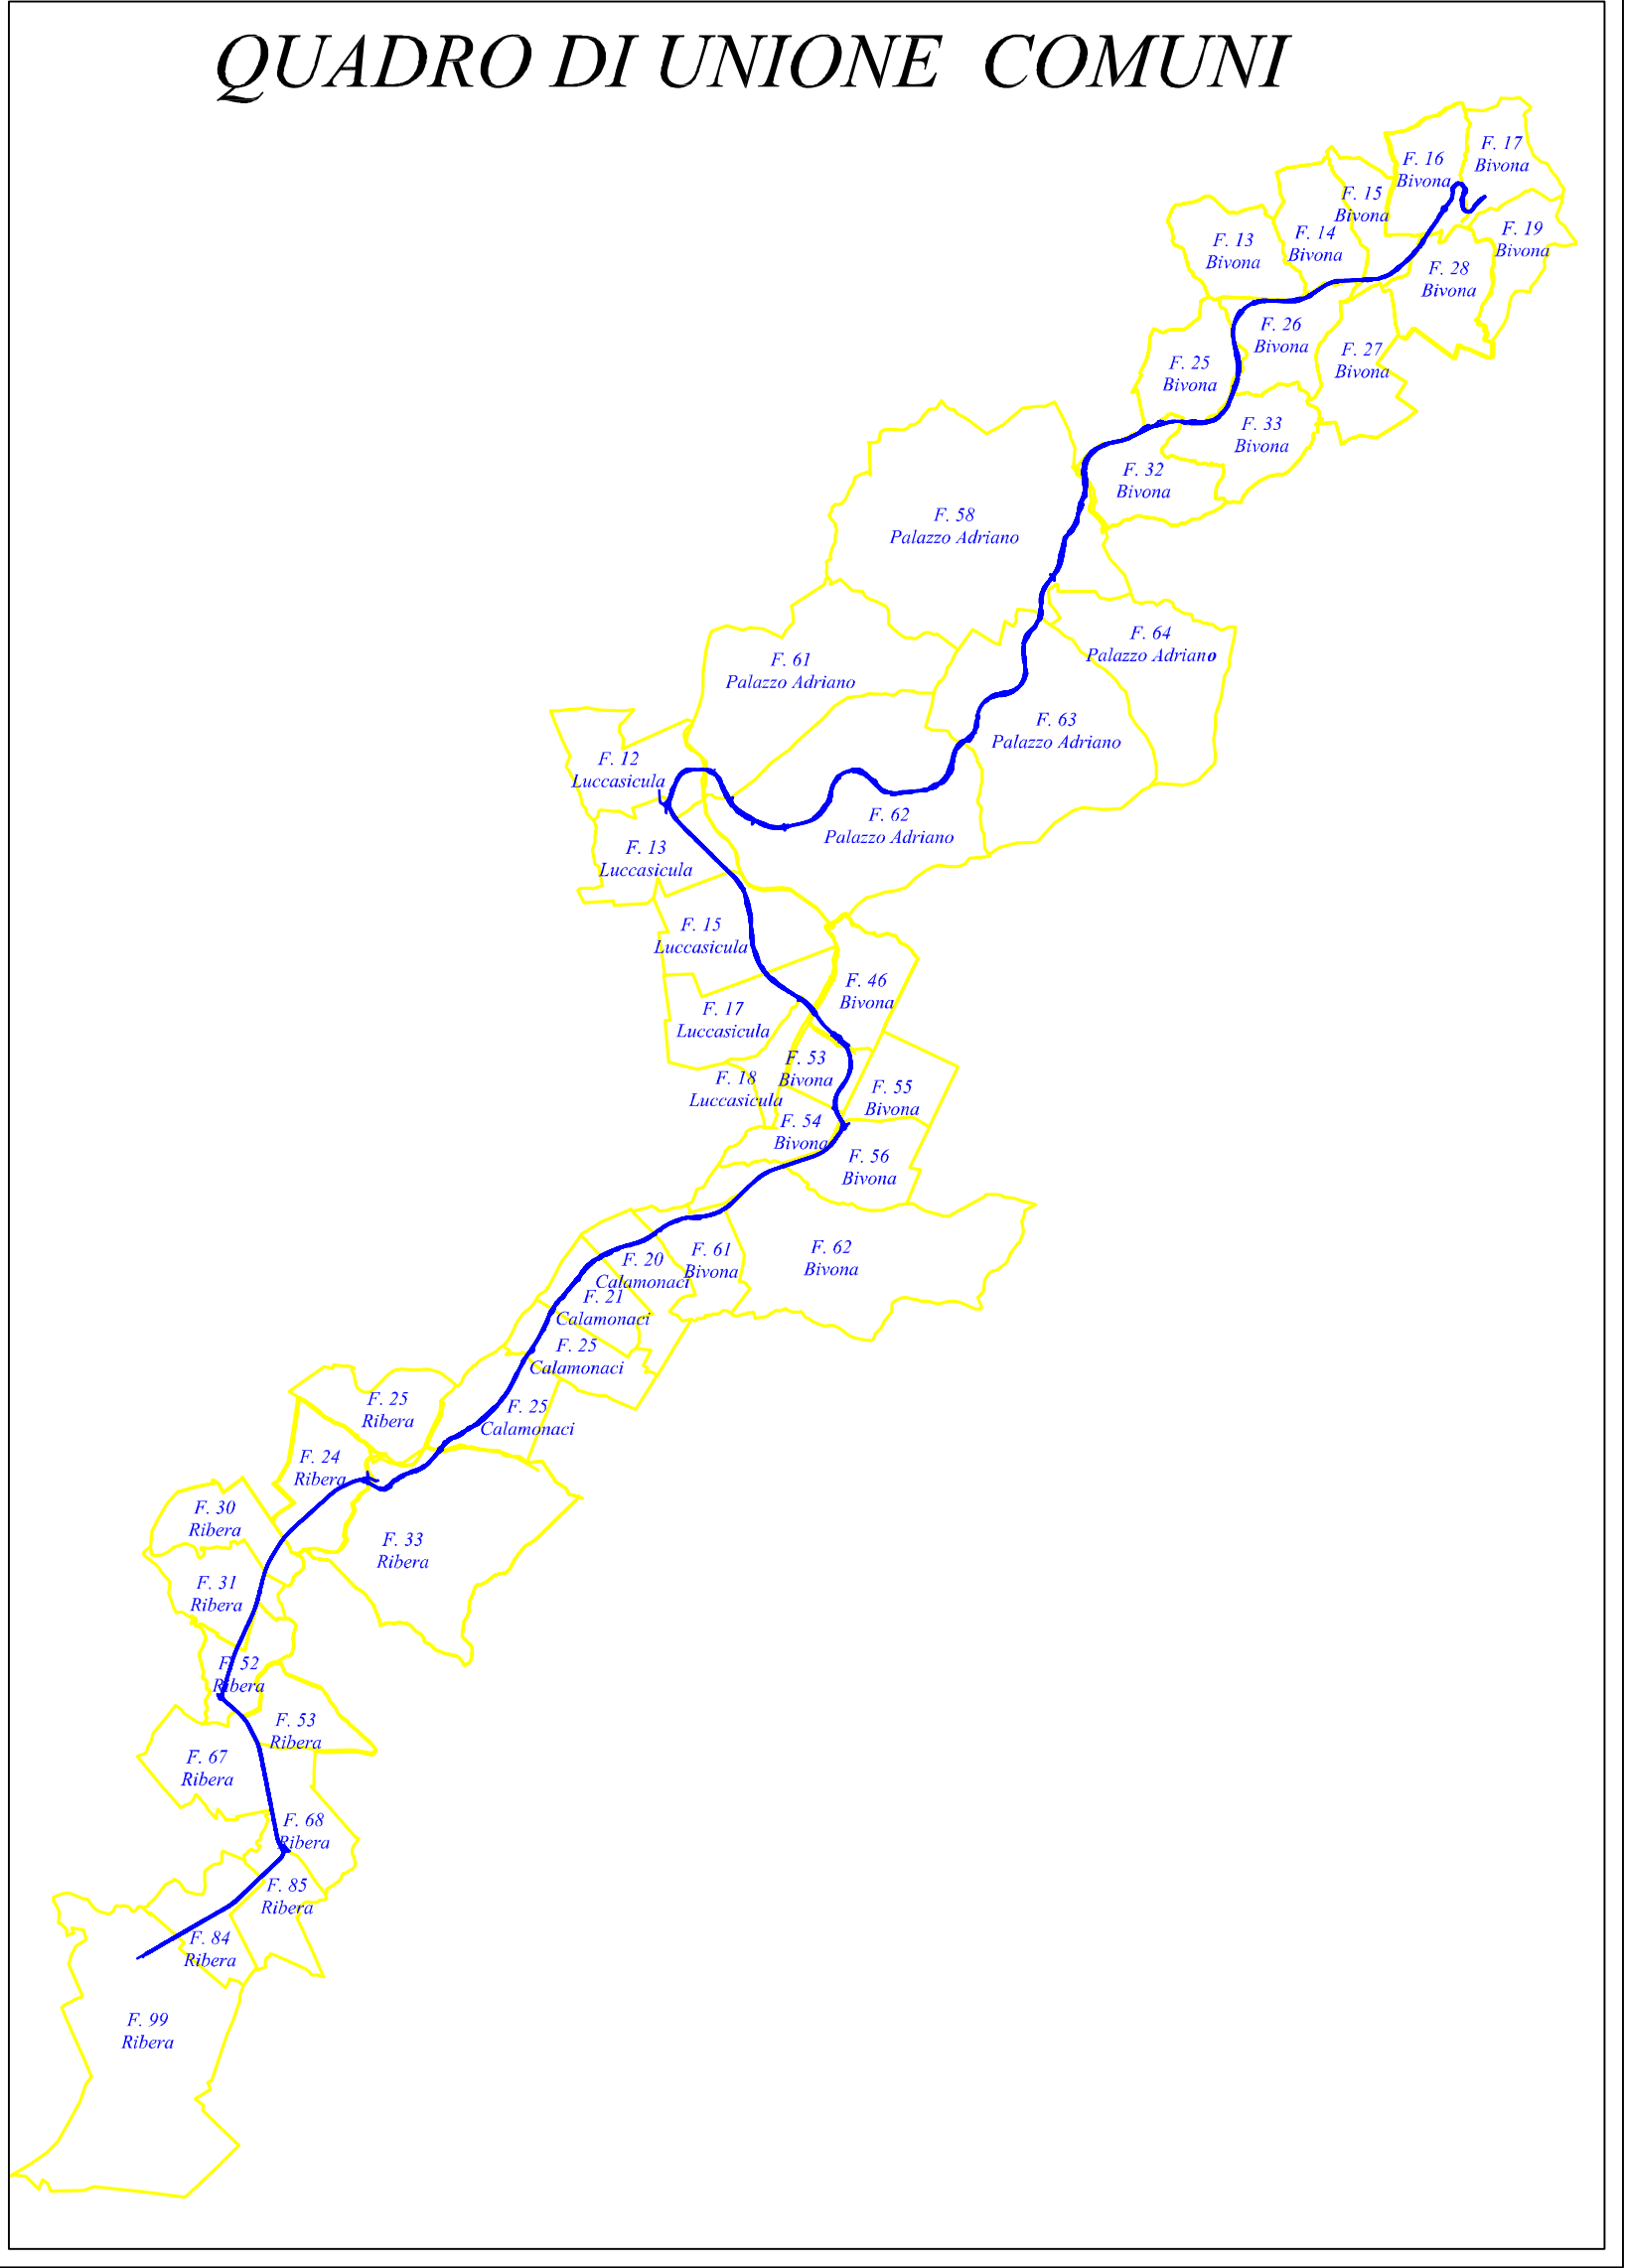 QUADRO DI UNIONE COMUNI
F. 17
Bivona
F. 16
Bivona
F. 15
Bivona
F. 19
Bivona
F. 14
Bivona
F. 13
Bivona
F. 28
Bivona
F. 26
Bivona
F. 27
Bivona
F. 25
Bivona
F. 33
Bivona
F. 32
Bivona
F. 58
Palazzo Adriano
F. 64
Palazzo Adriano
F. 61
Palazzo Adriano
F. 63
Palazzo Adriano
F. 12
Luccasicula
F. 62
Palazzo Adriano
F. 13
Luccasicula
F. 15
Luccasicula
F. 46
Bivona
F. 17
Luccasicula
F. 53
Bivona
F. 18
Luccasicula
F. 55
Bivona
F. 54
Bivona
F. 56
Bivona
F. 61
Bivona
F. 62
Bivona
F. 20
Calamonaci
F. 21
Calamonaci
F. 25
Calamonaci
F. 25
Ribera
F. 25
Calamonaci
F. 24
Ribera
F. 30
Ribera
F. 33
Ribera
F. 31
Ribera
F. 52
Ribera
F. 53
Ribera
F. 67
Ribera
F. 68
Ribera
F. 85
Ribera
F. 84
Ribera
F. 99
Ribera